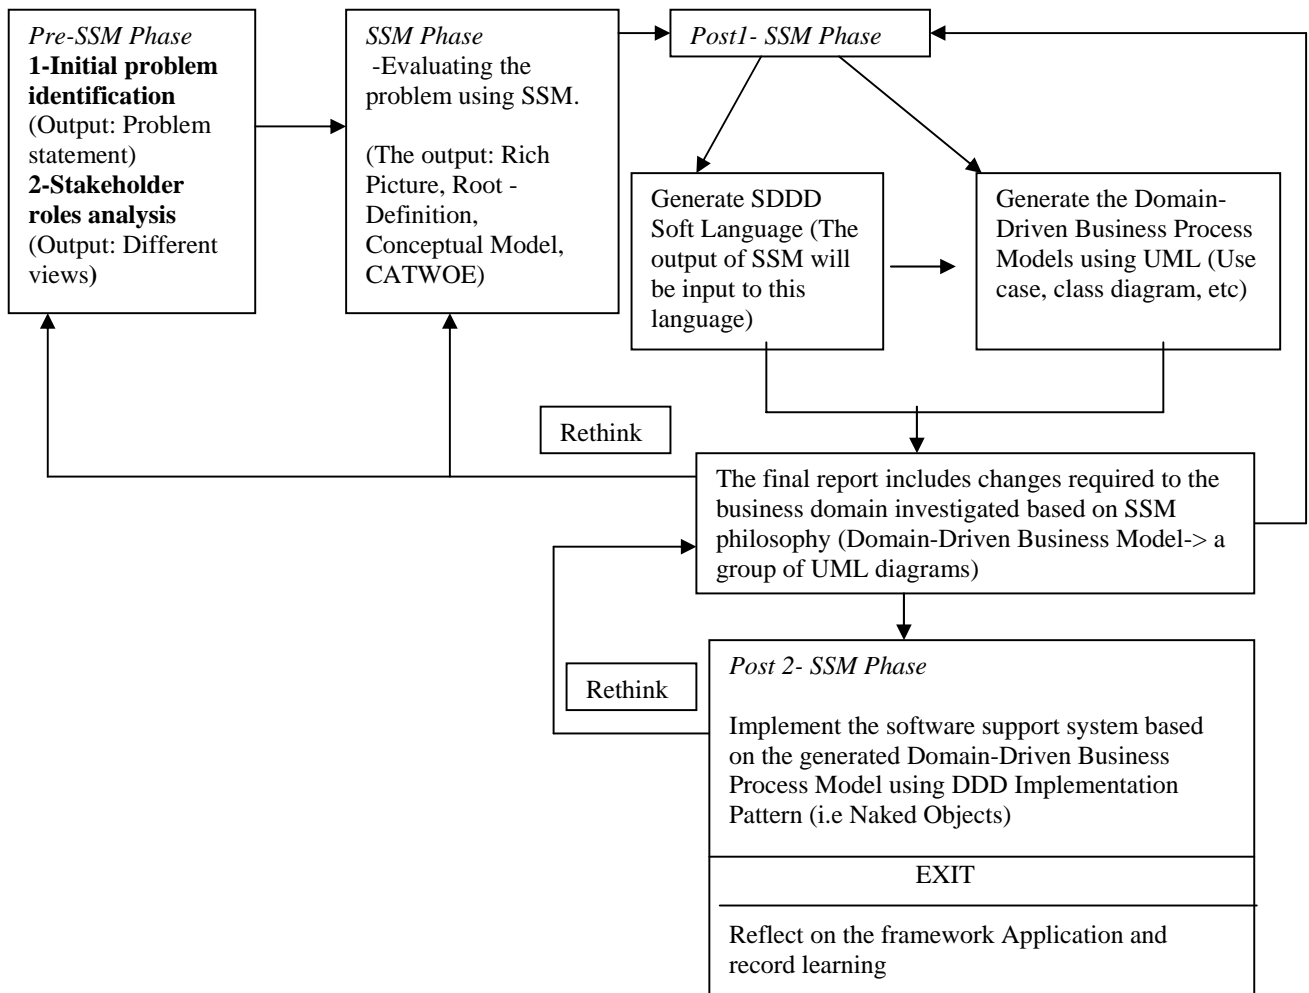 Pre-SSM Phase
1-Initial problem
identification
(Output: Problem
statement)
2-Stakeholder
roles analysis
(Output: Different
views)
SSM Phase
-Evaluating the
problem using SSM.
(The output: Rich
Picture, Root -
Definition,
Conceptual Model,
CATWOE)
Post1- SSM Phase
Generate SDDD
Soft Language (The
output of SSM will
be input to this
language)
Generate the Domain-
Driven Business Process
Models using UML (Use
case, class diagram, etc)
Rethink
The final report includes changes required to the
business domain investigated based on SSM
philosophy (Domain-Driven Business Model-> a
group of UML diagrams)
Rethink
Post 2- SSM Phase
Implement the software support system based
on the generated Domain-Driven Business
Process Model using DDD Implementation
Pattern (i.e Naked Objects)
EXIT
Reflect on the framework Application and
record learning